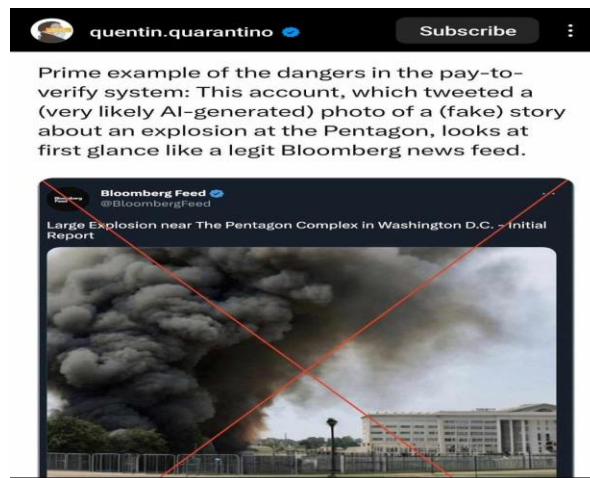 quentin.quarantino
Subscribe
Prime example of the dangers in the pay-to-
verify system: This account, which tweeted a
(very likely AI-generated) photo of a (fake) story
about an explosion at the Pentagon, looks at
first glance like a legit Bloomberg news feed.
Bloomberg Feed
@BloombergFeed
Large Explosion near The Pentagon Complex in Washington D.C. - Initial
Report